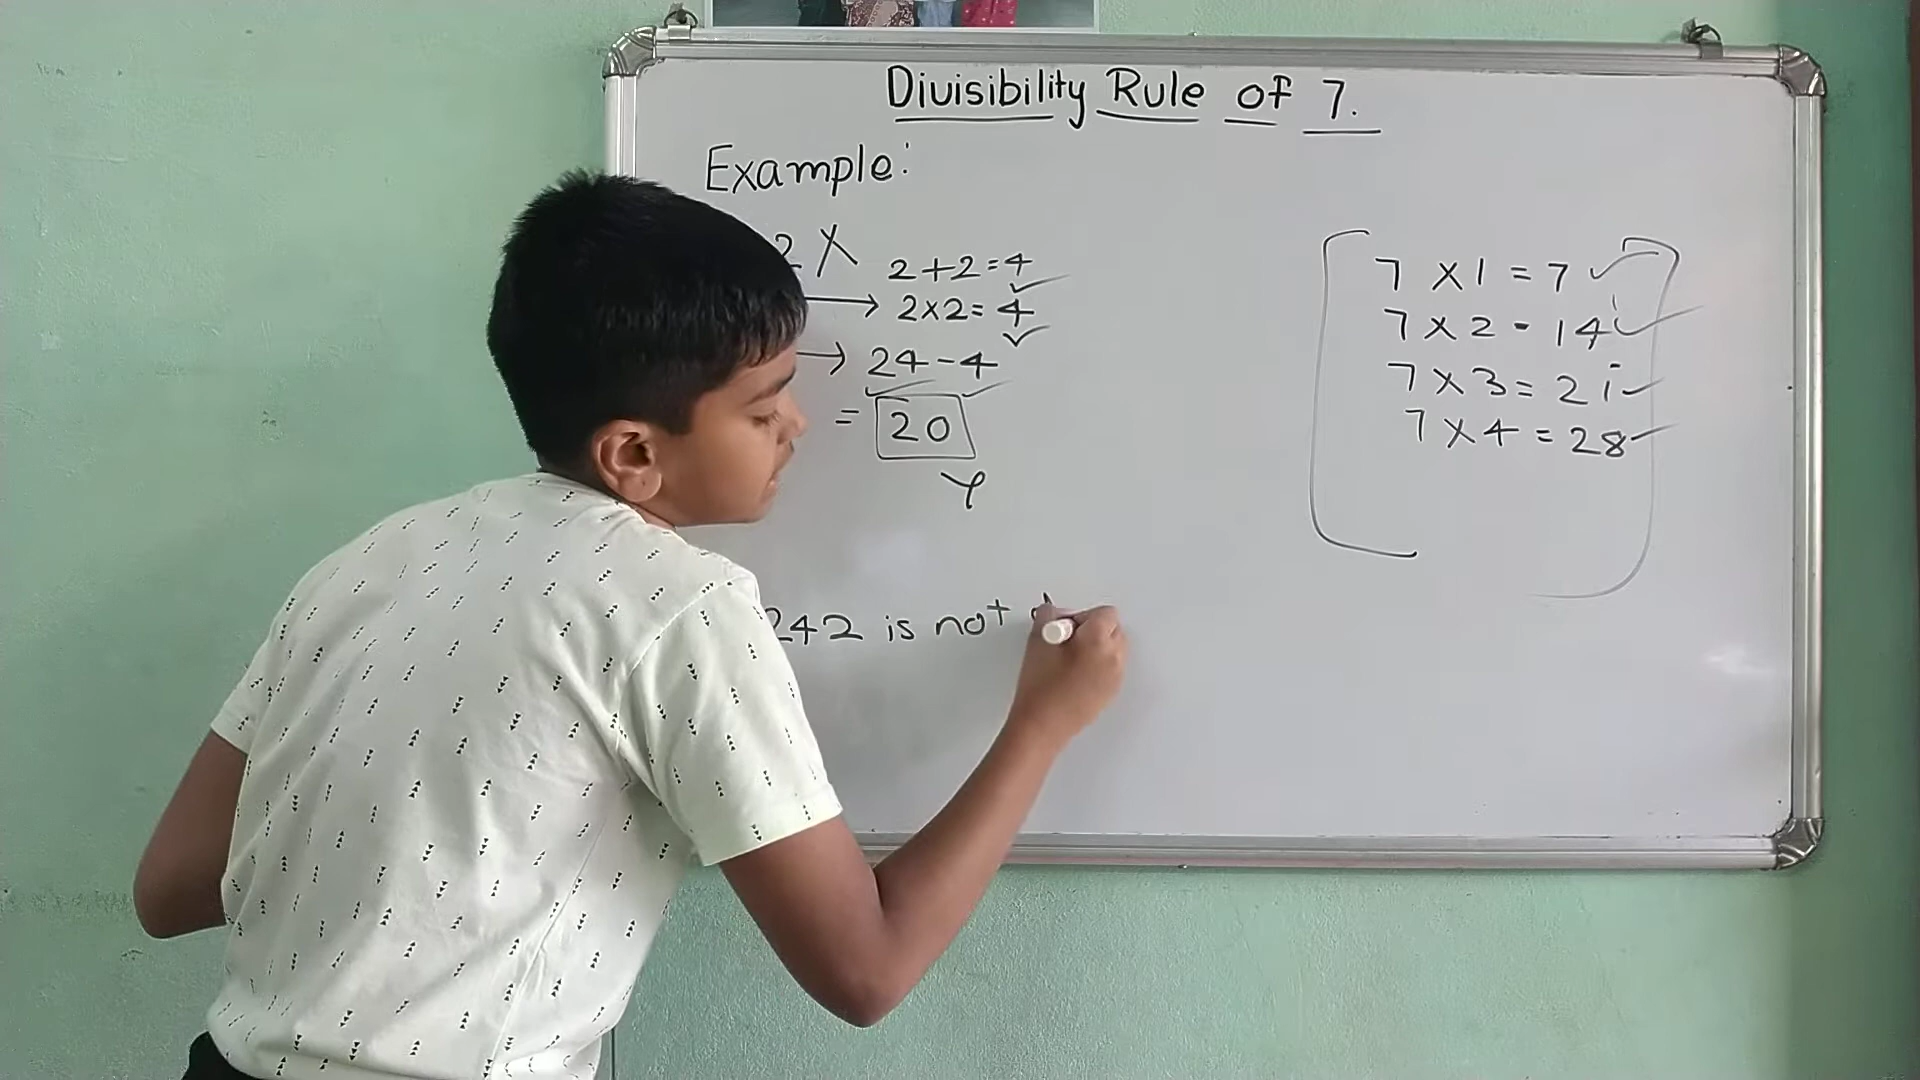 Divisibility Rule of 7.
Example:
2 X
2+2=4
→ 2x2=4
→ 24-4
= 20
242 is not
7 x 1 = 7
7 x 2 = 14
7 x 3 = 21
7 x 4 = 28